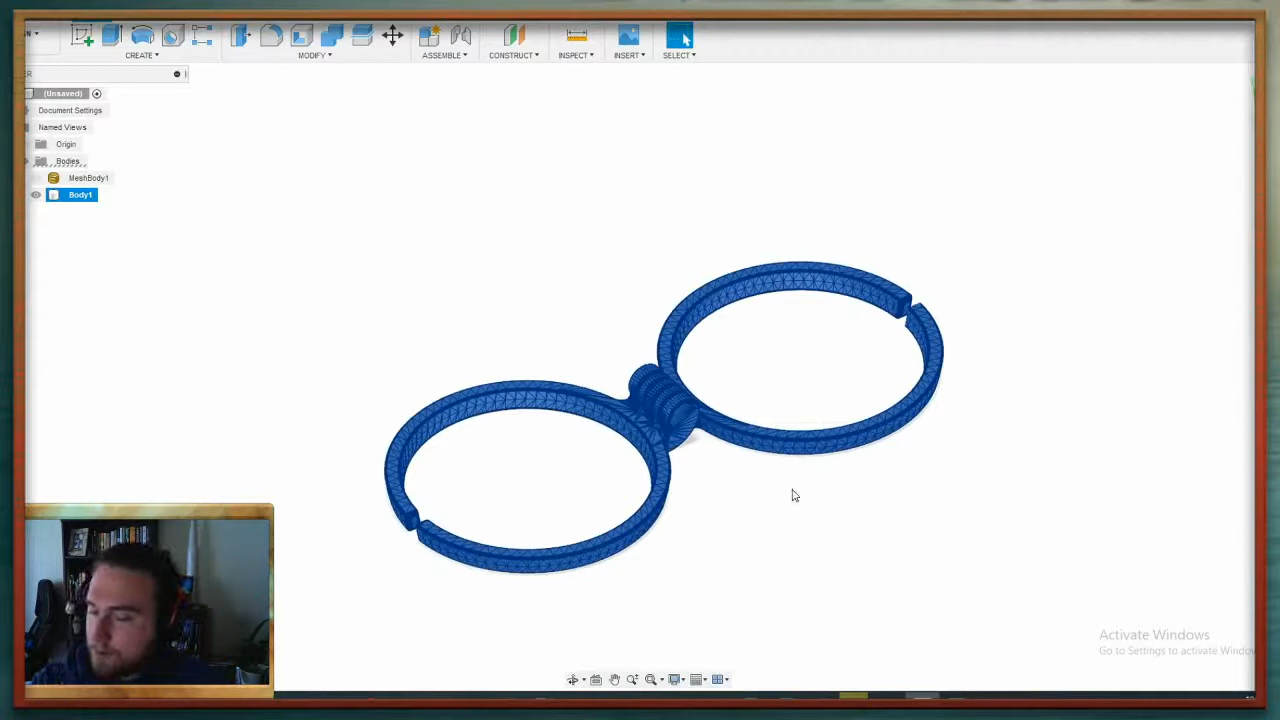 CREATE
MODIFY
ASSEMBLE
CONSTRUCT
INSPECT
INSERT
SELECT
(Unsaved)
Document Settings
Named Views
Origin
Bodies
MeshBody1
Body1
Activate Windows
Go to Settings to activate